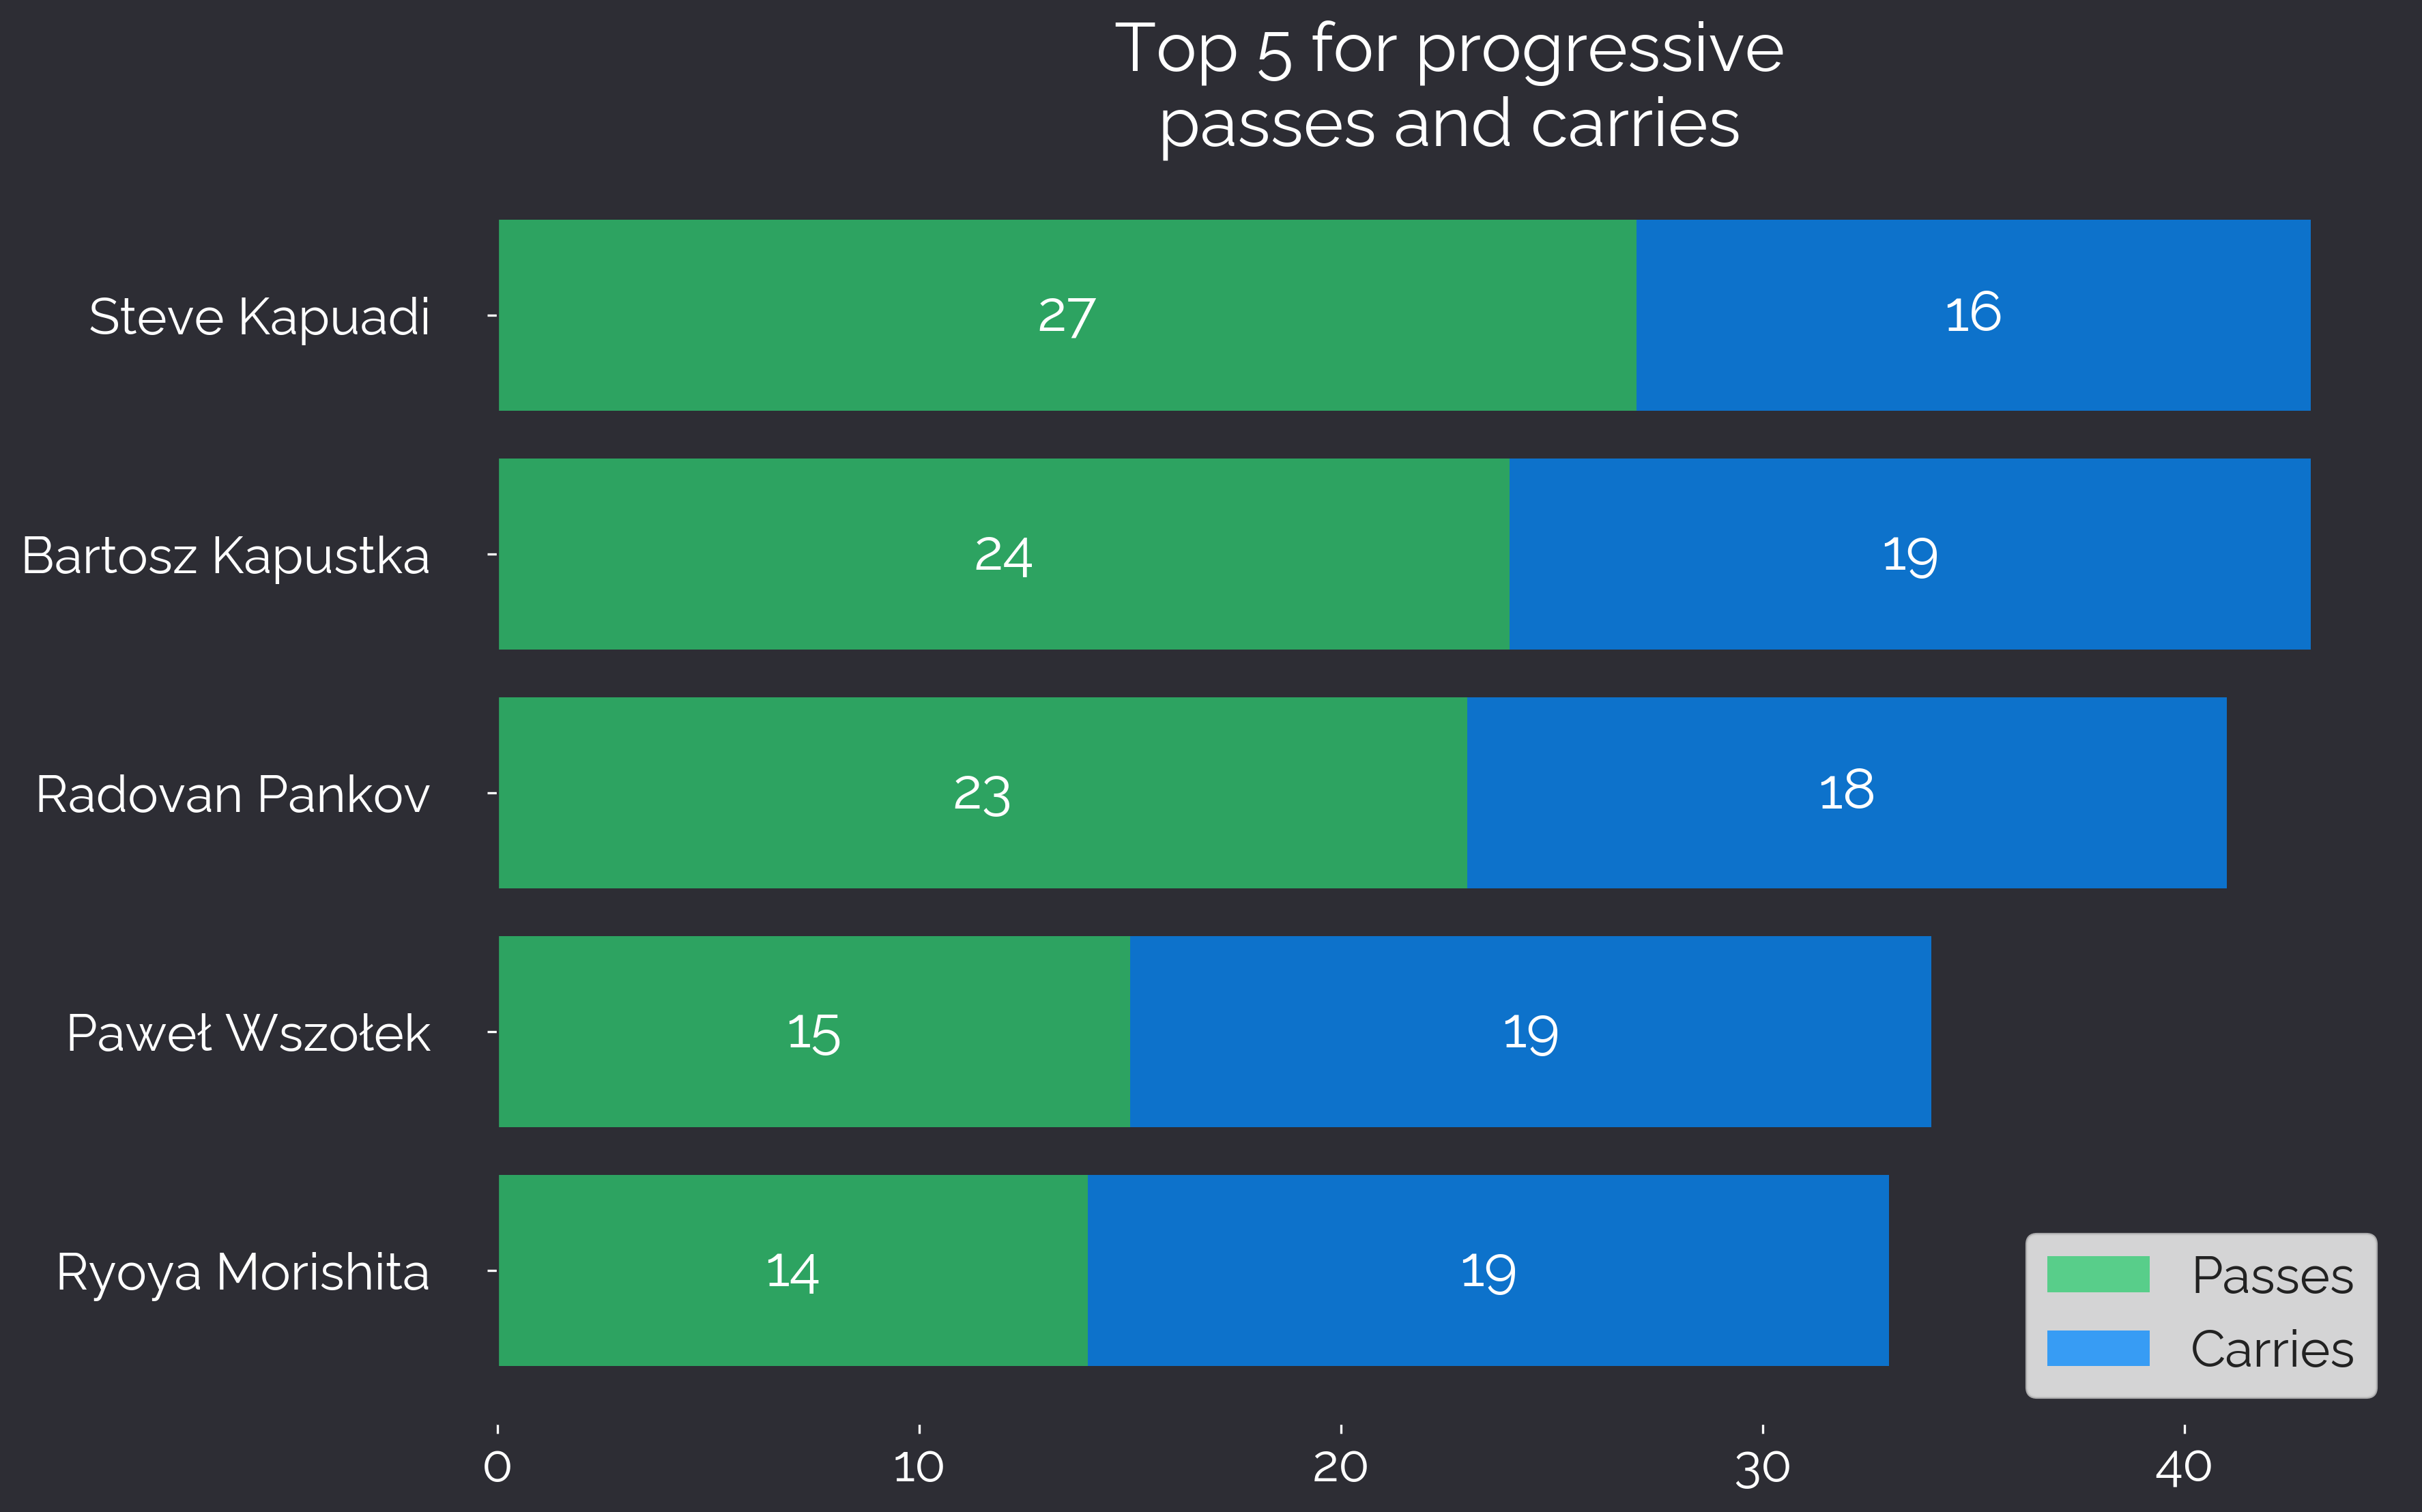 Top 5 for progressive
passes and carries
Steve Kapuadi
27
16
Bartosz Kapustka
24
19
Radovan Pankov
23
18
Paweł Wszołek
15
19
Ryoya Morishita
14
19
Passes
Carries
0
10
20
30
40